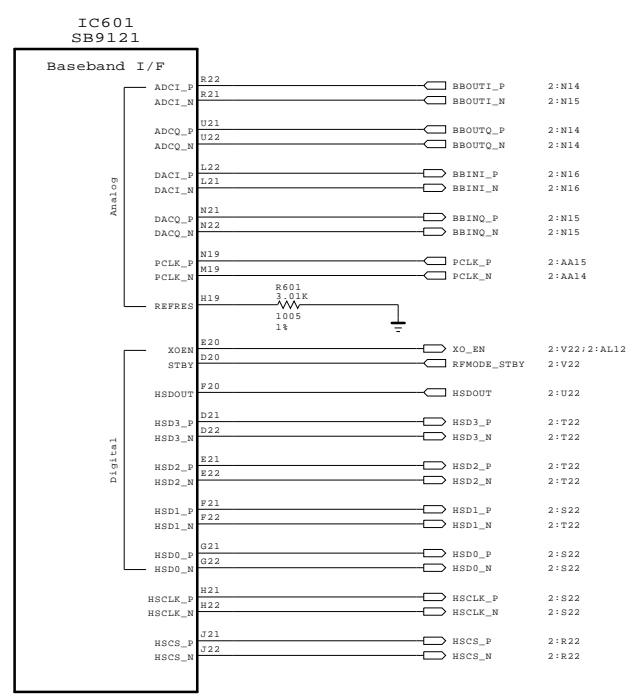 IC601
SB9121
Baseband I/F
Analog
ADCI_P R22 BBOUTI_P 2:N14
ADCI_N R21 BBOUTI_N 2:N15
ADCQ_P U21 BBOUTQ_P 2:N14
ADCQ_N U22 BBOUTQ_N 2:N14
DACI_P L22 BBINI_P 2:N16
DACI_N L21 BBINI_N 2:N16
DACQ_P N21 BBINQ_P 2:N15
DACQ_N N22 BBINQ_N 2:N15
PCLK_P N19 PCLK_P 2:AA15
PCLK_N M19 PCLK_N 2:AA14
R601
3.01K
REFRES H19
1005
1%
Digital
XOEN E20 XO_EN 2:V22;2:AL12
STBY D20 RFMODE_STBY 2:V22
HSDOUT F20 HSDOUT 2:U22
HSD3_P D21 HSD3_P 2:T22
HSD3_N D22 HSD3_N 2:T22
HSD2_P E21 HSD2_P 2:T22
HSD2_N E22 HSD2_N 2:T22
HSD1_P F21 HSD1_P 2:S22
HSD1_N F22 HSD1_N 2:T22
HSD0_P G21 HSD0_P 2:S22
HSD0_N G22 HSD0_N 2:S22
HSCLK_P H21 HSCLK_P 2:S22
HSCLK_N H22 HSCLK_N 2:S22
HSCS_P J21 HSCS_P 2:R22
HSCS_N J22 HSCS_N 2:R22